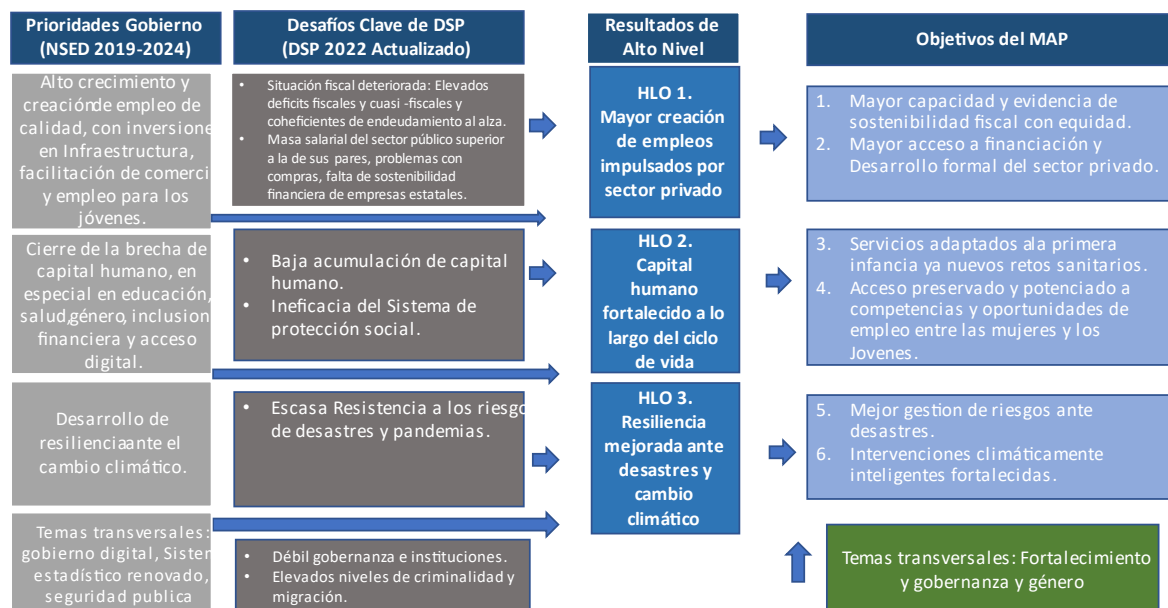 Prioridades Gobierno
(NSED 2019-2024)
Desafíos Clave de DSP
(DSP 2022 Actualizado)
Resultados de
Alto Nivel
Objetivos del MAP
Alto crecimiento y
creaciónde empleo de
calidad, con inversione
en Infraestructura,
facilitación de comerci
y empleo para los
jóvenes.
• Situación fiscal deteriorada: Elevados
deficits fiscales y cuasi -fiscales y
coheficientes de endeudamiento al alza.
• Masa salarial del sector público superior
a la de sus pares, problemas con
compras, falta de sostenibilidad
financiera de empresas estatales.
HLO 1.
Mayor creación
de empleos
impulsados por
sector privado
1. Mayor capacidad y evidencia de
sostenibilidad fiscal con equidad.
2. Mayor acceso a financiación y
Desarrollo formal del sector privado.
Cierre de la brecha de
capital humano, en
especial en educación,
salud,género, inclusion
financiera y acceso
digital.
• Baja acumulación de capital
humano.
• Ineficacia del Sistema de
protección social.
HLO 2.
Capital
humano
fortalecido a lo
largo del ciclo
de vida
3. Servicios adaptados ala primera
infancia ya nuevos retos sanitarios.
4. Acceso preservado y potenciado a
competencias y oportunidades de
empleo entre las mujeres y los
Jovenes.
Desarrollo de
resilienciaante el
cambio climático.
• Escasa Resistencia a los riesgo
de desastres y pandemias.
HLO 3.
Resiliencia
mejorada ante
desastres y
cambio
climático
5. Mejor gestion de riesgos ante
desastres.
6. Intervenciones climáticamente
inteligentes fortalecidas.
Temas transversales:
gobierno digital, Sister
estadístico renovado,
seguridad publica
• Débil gobernanza e instituciones.
• Elevados niveles de criminalidad y
migración.
Temas transversales: Fortalecimiento
y gobernanza y género